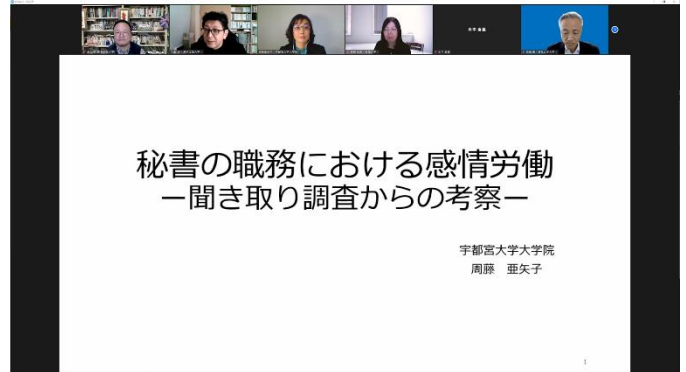 秘書の職務における感情労働
ー聞き取り調査からの考察ー
宇都宮大学大学院
周藤　亜矢子
1